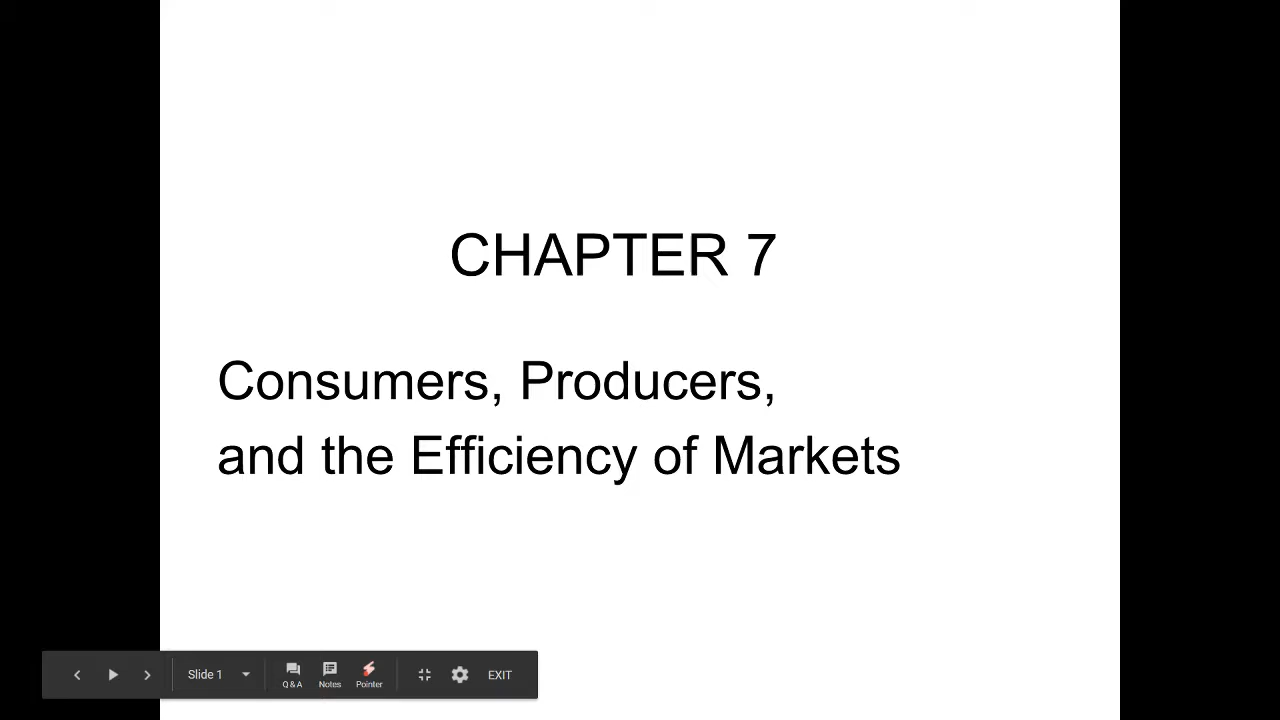 CHAPTER 7
Consumers, Producers,
and the Efficiency of Markets
Slide 1
Q & A Notes Pointer
EXIT